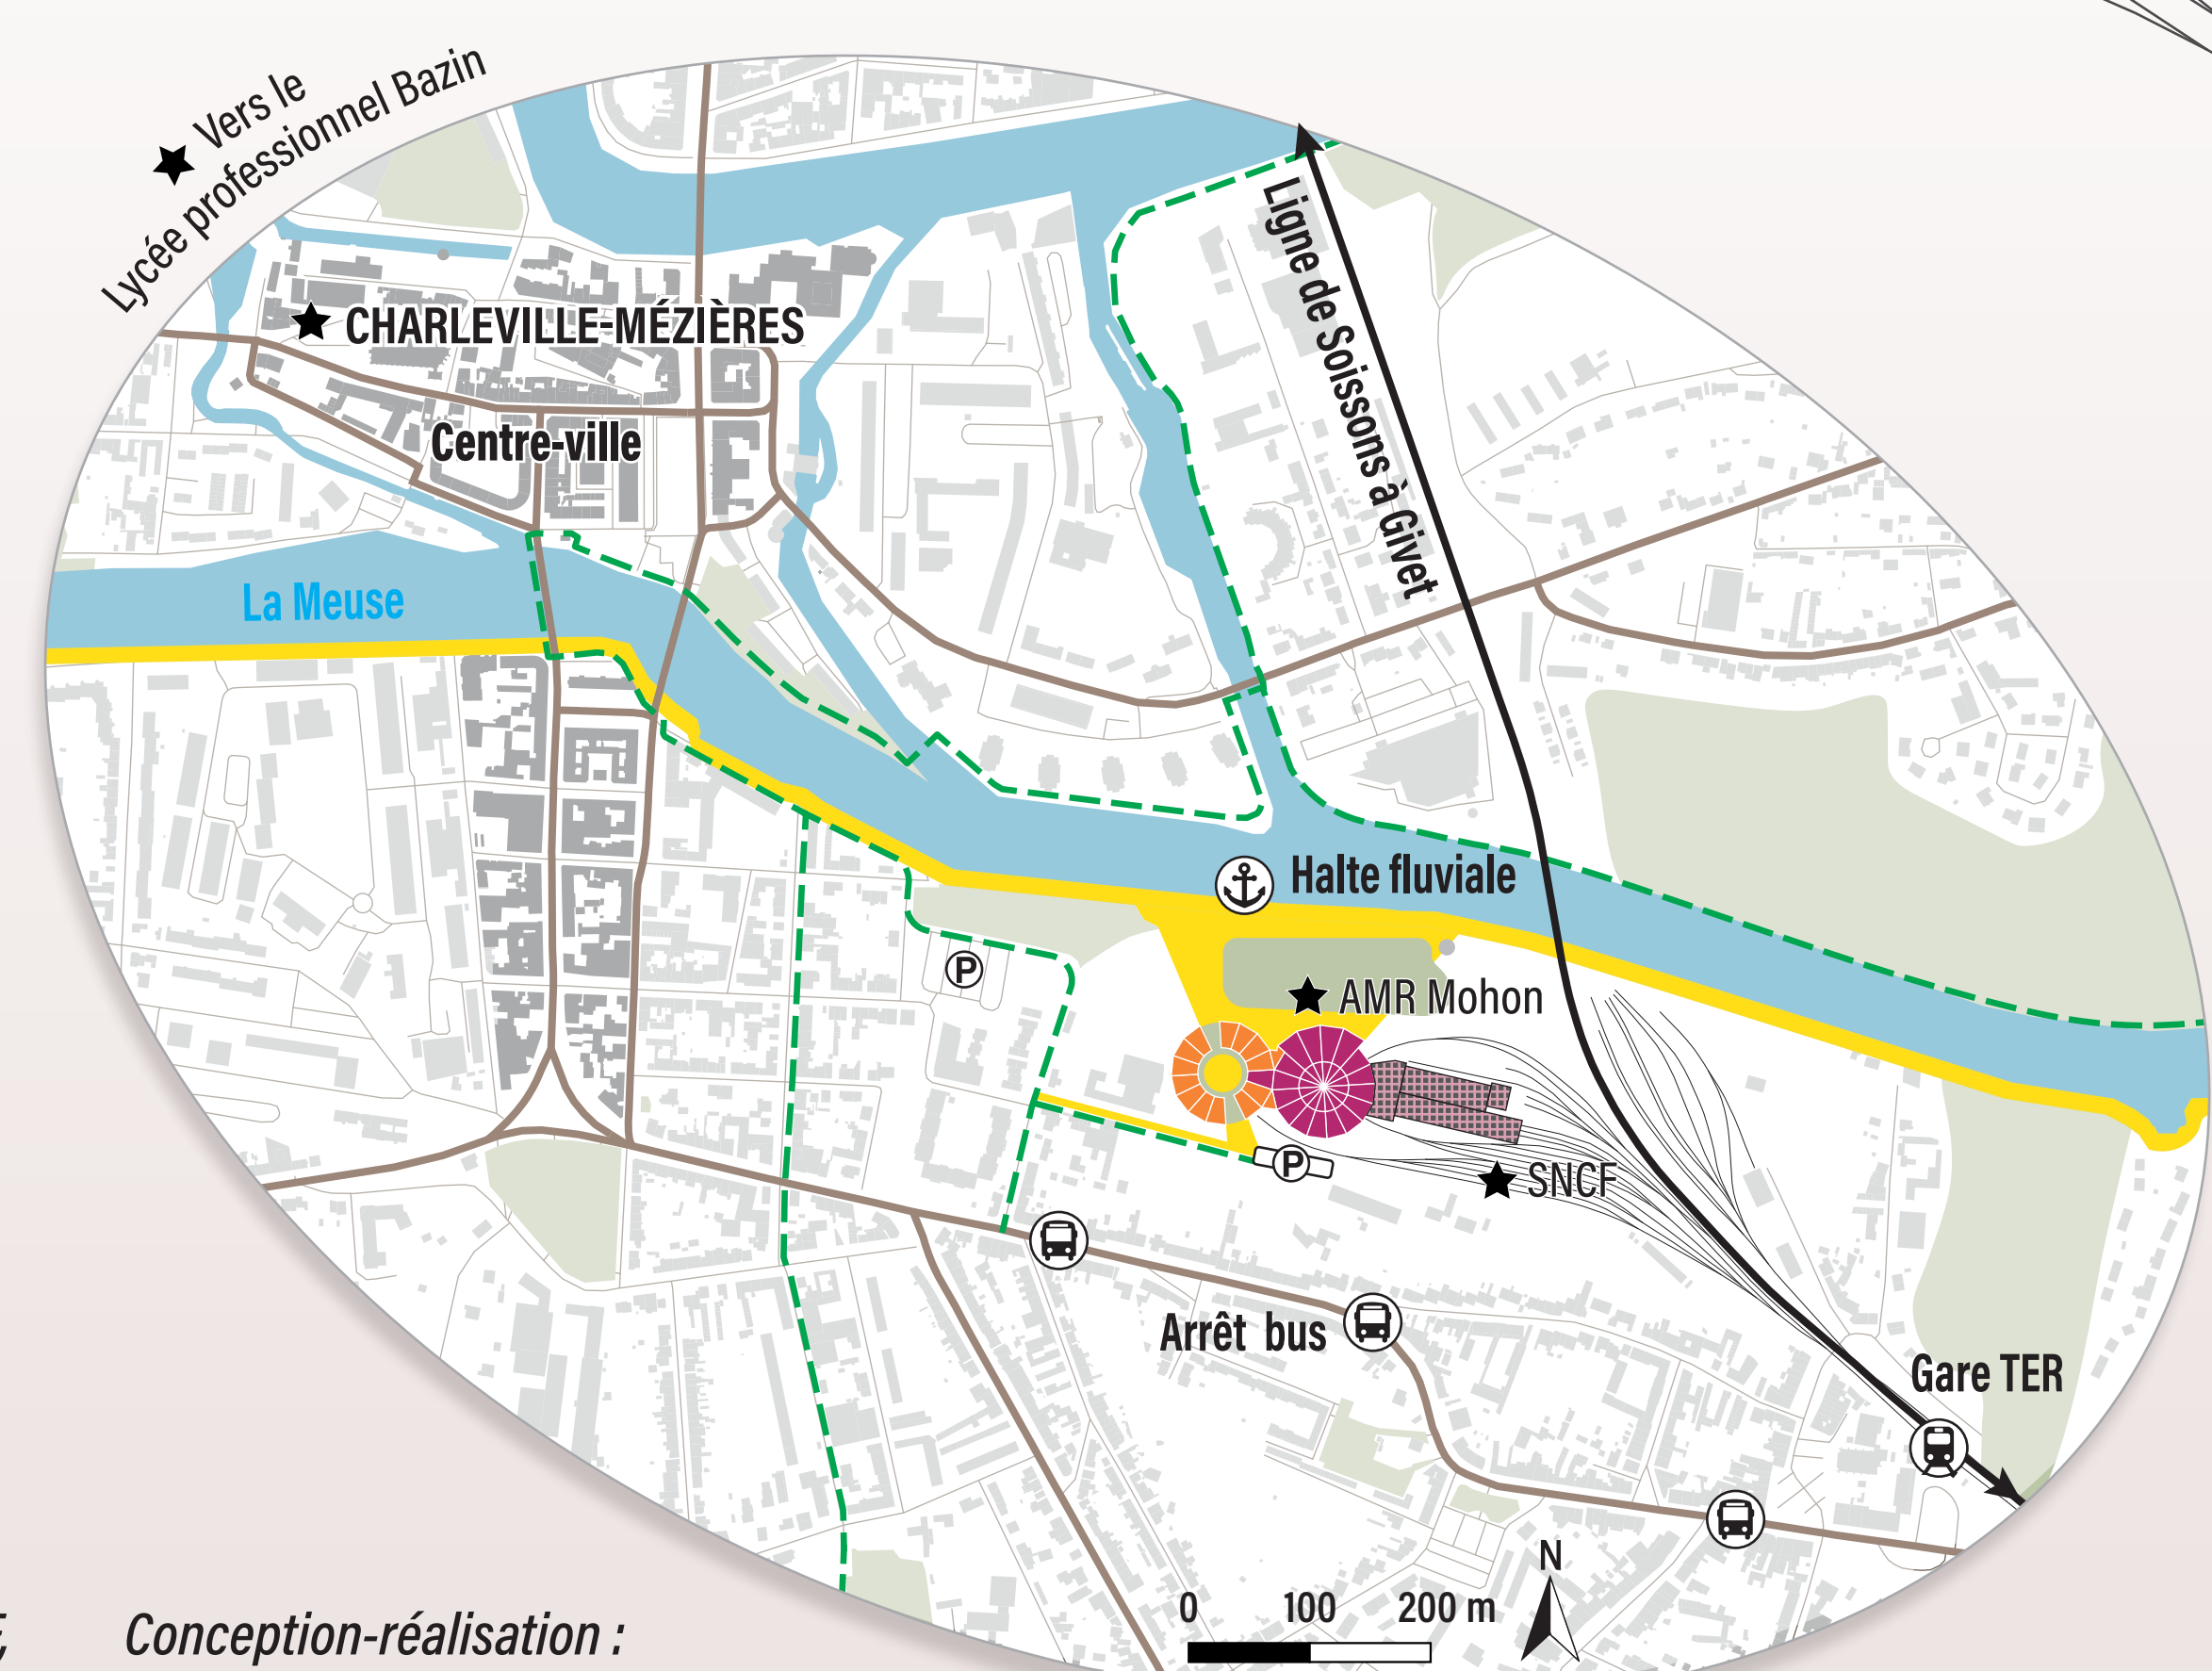 Vers le
Lycée professionnel Bazin
CHARLEVILLE-MÉZIÈRES
Centre-ville
Ligne de Soissons à Givet
La Meuse
Halte fluviale
P
AMR Mohon
P
SNCF
Arrêt bus
Gare TER
N
0 100 200 m
Conception-réalisation :